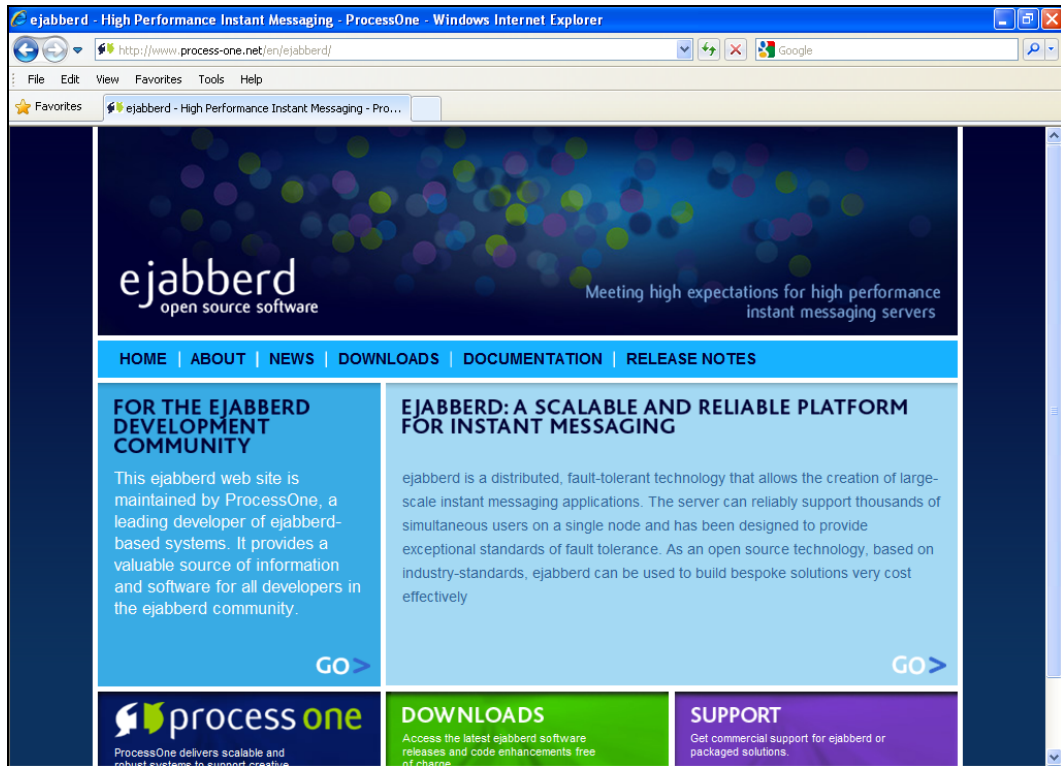 ejabberd - High Performance Instant Messaging - ProcessOne - Windows Internet Explorer
http://www.process-one.net/en/ejabberd/
Google
File Edit View Favorites Tools Help
Favorites
ejabberd - High Performance Instant Messaging - Pro...
ejabberd
open source software
Meeting high expectations for high performance
instant messaging servers
HOME | ABOUT | NEWS | DOWNLOADS | DOCUMENTATION | RELEASE NOTES
FOR THE EJABBERD
DEVELOPMENT
COMMUNITY
This ejabberd web site is
maintained by ProcessOne, a
leading developer of ejabberd-
based systems. It provides a
valuable source of information
and software for all developers in
the ejabberd community.
GO>
EJABBERD: A SCALABLE AND RELIABLE PLATFORM
FOR INSTANT MESSAGING
ejabberd is a distributed, fault-tolerant technology that allows the creation of large-
scale instant messaging applications. The server can reliably support thousands of
simultaneous users on a single node and has been designed to provide
exceptional standards of fault tolerance. As an open source technology, based on
industry-standards, ejabberd can be used to build bespoke solutions very cost
effectively
GO>
process one
ProcessOne delivers scalable and
robust systems to support creative
DOWNLOADS
Access the latest ejabberd software
releases and code enhancements free
of charge
SUPPORT
Get commercial support for ejabberd or
packaged solutions.